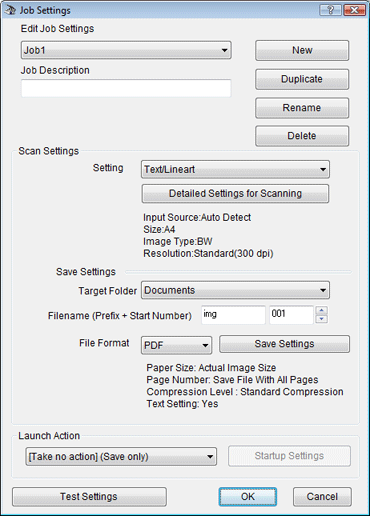 Job Settings
Edit Job Settings
Job1
New
Job Description
Duplicate
Rename
Delete
Scan Settings
Setting
Text/Lineart
Detailed Settings for Scanning
Input Source:Auto Detect
Size:A4
Image Type:BW
Resolution:Standard(300 dpi)
Save Settings
Target Folder
Documents
Filename (Prefix + Start Number)
img
001
File Format
PDF
Save Settings
Paper Size: Actual Image Size
Page Number: Save File With All Pages
Compression Level : Standard Compression
Text Setting: Yes
Launch Action
[Take no action] (Save only)
Startup Settings
Test Settings
OK
Cancel